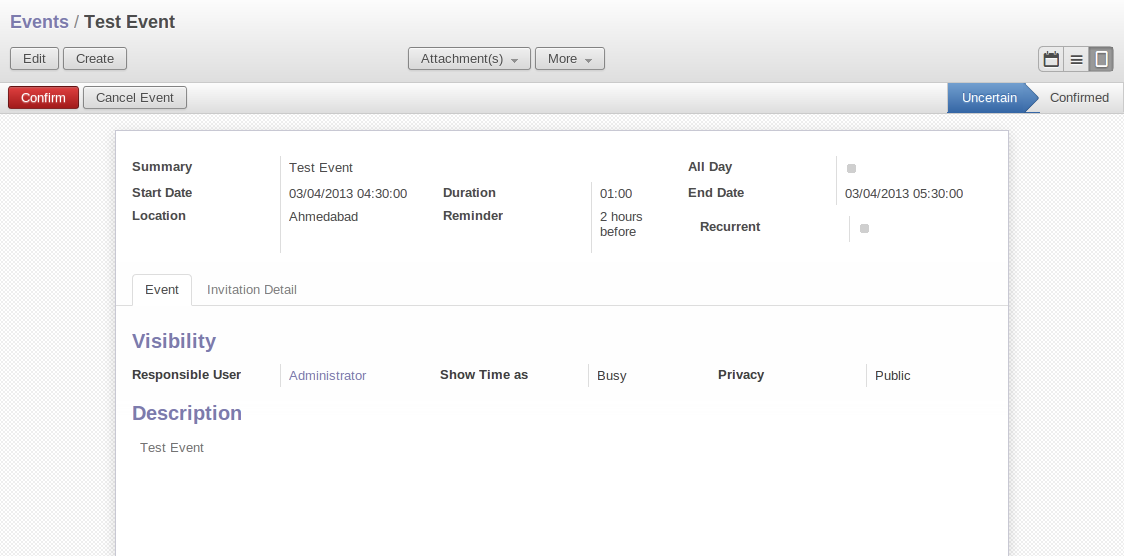 Events / Test Event
Edit Create Attachment(s) More
Confirm Cancel Event Uncertain Confirmed
Summary Test Event All Day
Start Date 03/04/2013 04:30:00 Duration 01:00 End Date 03/04/2013 05:30:00
Location Ahmedabad Reminder 2 hours
before
Recurrent
Event Invitation Detail
Visibility
Responsible User Administrator Show Time as Busy Privacy Public
Description
Test Event